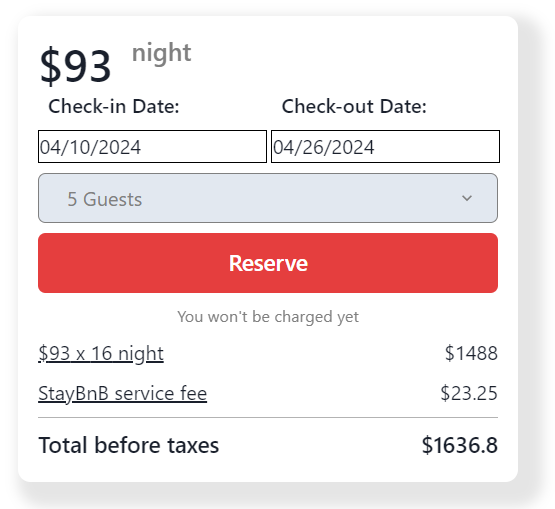 $93 night
Check-in Date: Check-out Date:
04/10/2024 04/26/2024
5 Guests
Reserve
You won't be charged yet
$93 x 16 night $1488
StayBnB service fee $23.25
Total before taxes $1636.8